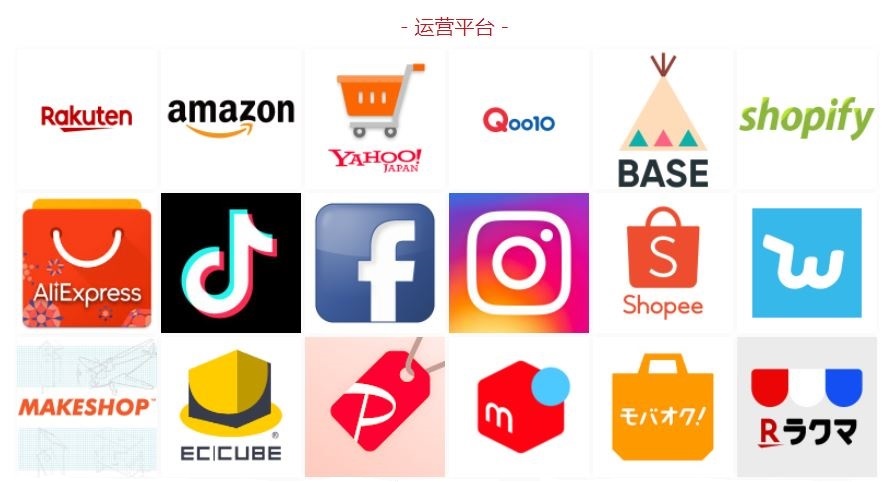 - 运营平台 -
Rakuten
amazon
YAHOO!
JAPAN
Qoo10
BASE
shopify
AliExpress
f
S
Shopee
w
MAKESHOP
EC CUBE
P
m
モバオク!
R ラクマ